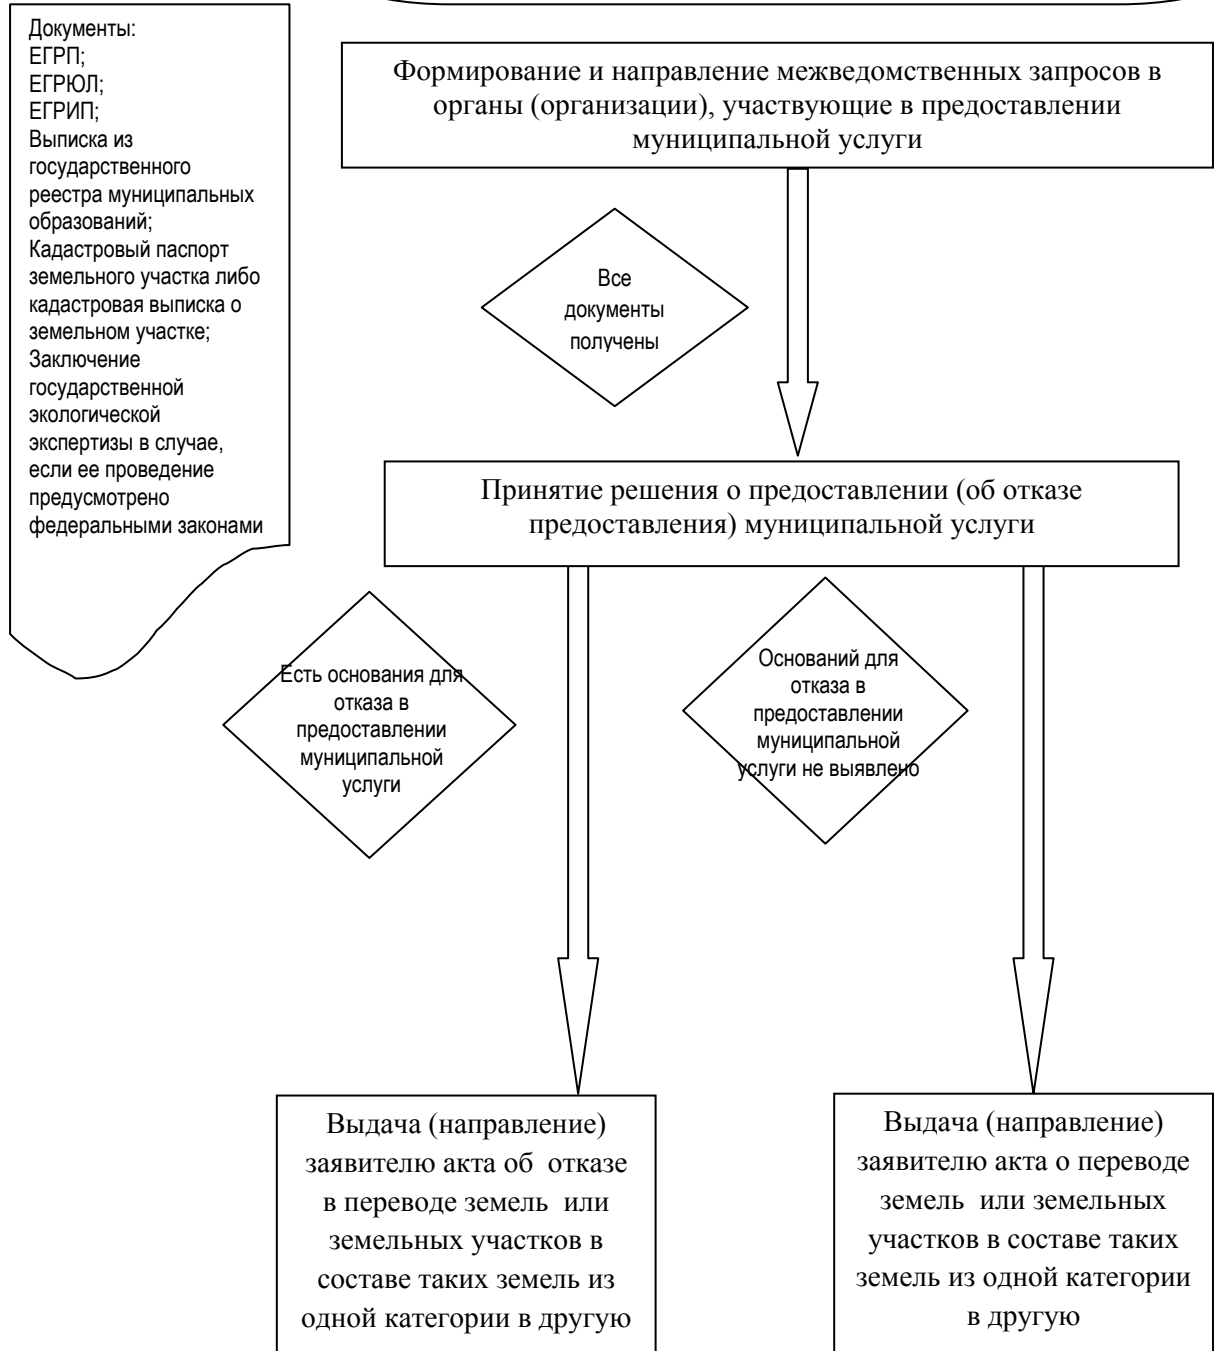 Документы:
ЕГРП;
ЕГРЮЛ;
ЕГРИП;
Выписка из
государственного
реестра муниципальных
образований;
Кадастровый паспорт
земельного участка либо
кадастровая выписка о
земельном участке;
Заключение
государственной
экологической
экспертизы в случае,
если ее проведение
предусмотрено
федеральными законами
Формирование и направление межведомственных запросов в
органы (организации), участвующие в предоставлении
муниципальной услуги
Все
документы
получены
Принятие решения о предоставлении (об отказе
предоставления) муниципальной услуги
Есть основания для
отказа в
предоставлении
муниципальной
услуги
Оснований для
отказа в
предоставлении
муниципальной
услуги не выявлено
Выдача (направление)
заявителю акта об  отказе
в переводе земель  или
земельных участков в
составе таких земель из
одной категории в другую
Выдача (направление)
заявителю акта о переводе
земель  или земельных
участков в составе таких
земель из одной категории
в другую